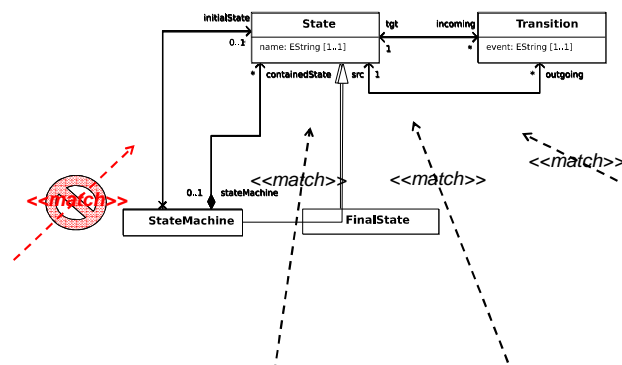 initialState
State
tgt
incoming
Transition
0..1
name: EString [1..1]
1
*
event: EString [1..1]
*
containedState
src
1
*
outgoing
<<match>>
<<match>>
<<match>>
<<match>>
0..1
stateMachine
StateMachine
FinalState